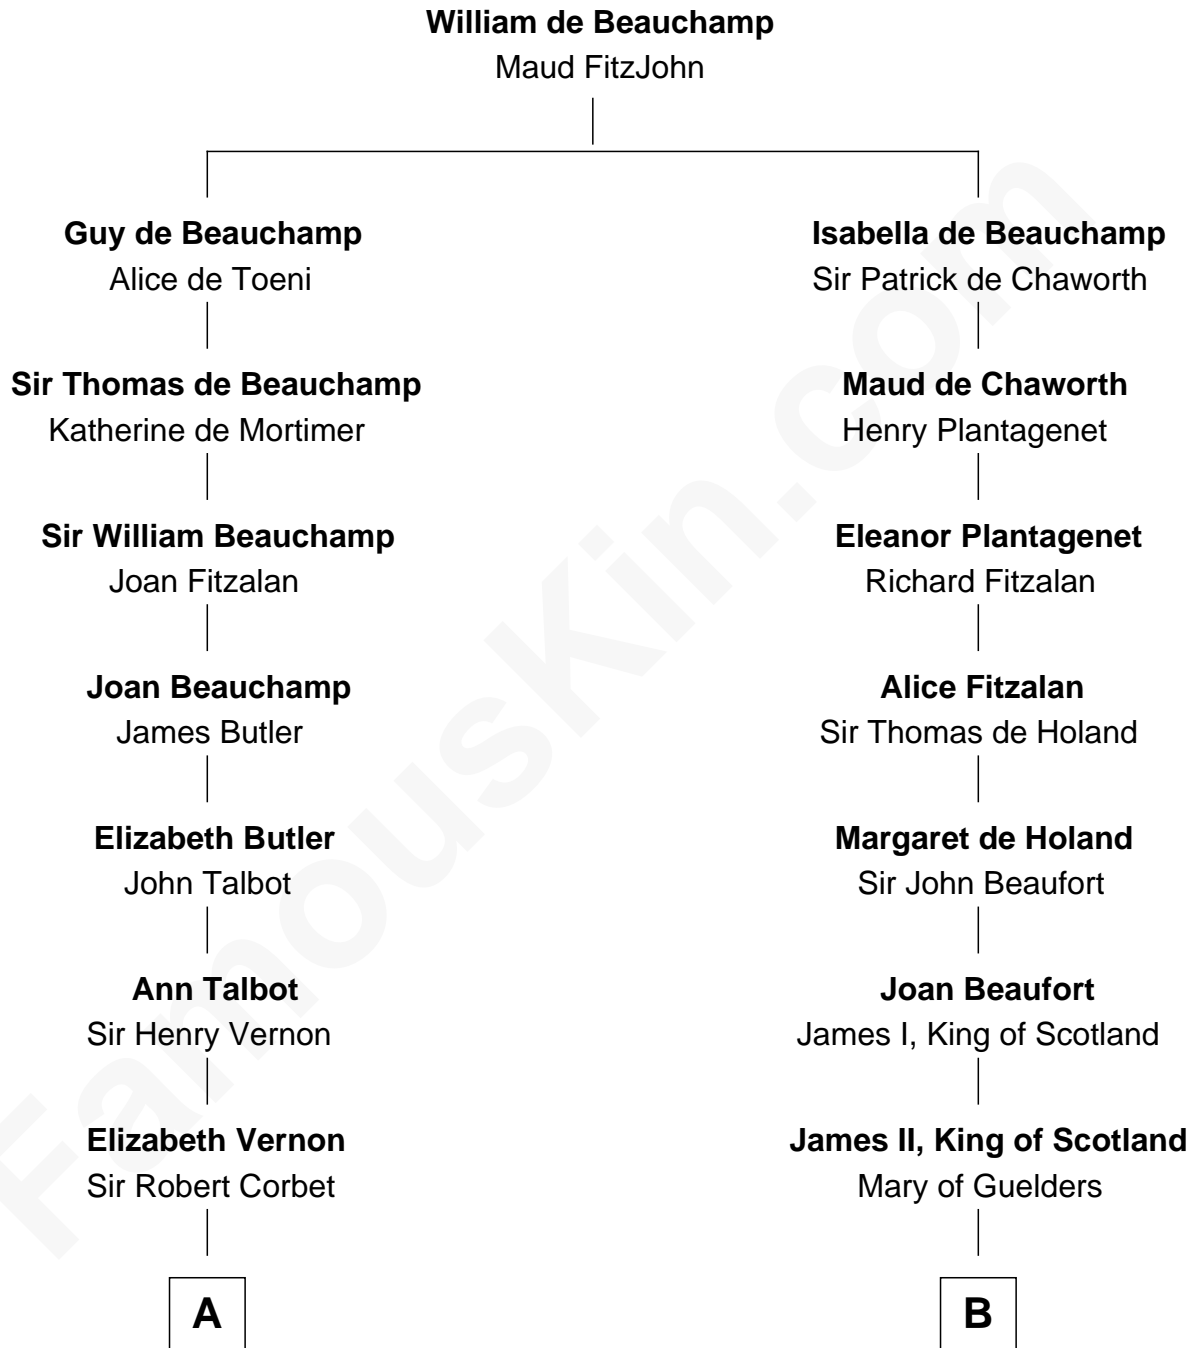 William de Beauchamp
Maud FitzJohn
Guy de Beauchamp
Alice de Toeni
Isabella de Beauchamp
Sir Patrick de Chaworth
Sir Thomas de Beauchamp
Katherine de Mortimer
Maud de Chaworth
Henry Plantagenet
Sir William Beauchamp
Joan Fitzalan
Eleanor Plantagenet
Richard Fitzalan
Joan Beauchamp
James Butler
Alice Fitzalan
Sir Thomas de Holand
Elizabeth Butler
John Talbot
Margaret de Holand
Sir John Beaufort
Ann Talbot
Sir Henry Vernon
Joan Beaufort
James I, King of Scotland
Elizabeth Vernon
Sir Robert Corbet
James II, King of Scotland
Mary of Guelders
A
B
FamousKin.com